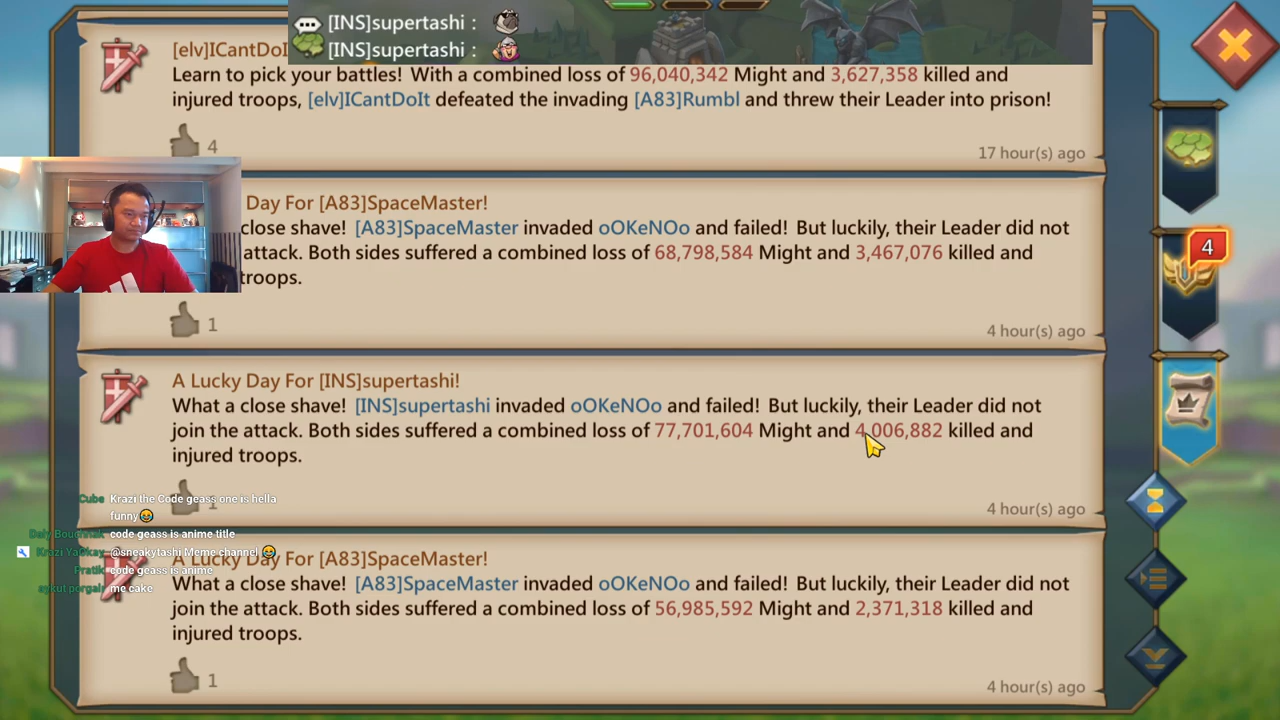 [INS]supertashi :
[INS]supertashi :
[elv]ICantDoI
Learn to pick your battles! With a combined loss of 96,040,342 Might and 3,627,358 killed and
injured troops, [elv]ICantDoIt defeated the invading [A83]Rumbl and threw their Leader into prison!
4
17 hour(s) ago
4
Day For [A83]SpaceMaster!
close shave! [A83]SpaceMaster invaded oOKeNOo and failed! But luckily, their Leader did not
attack. Both sides suffered a combined loss of 68,798,584 Might and 3,467,076 killed and
troops.
1
4 hour(s) ago
A Lucky Day For [INS]supertashi!
What a close shave! [INS]supertashi invaded oOKeNOo and failed! But luckily, their Leader did not
join the attack. Both sides suffered a combined loss of 77,701,604 Might and 4,006,882 killed and
injured troops.
1
4 hour(s) ago
Cube Krazi the Code geass one is hella
funny😂
code geass is anime title
Krazi YaOkay @sneakytashi Meme channel 😂
Pratik code geass is anime
me cake
A Lucky Day For [A83]SpaceMaster!
What a close shave! [A83]SpaceMaster invaded oOKeNOo and failed! But luckily, their Leader did not
join the attack. Both sides suffered a combined loss of 56,985,592 Might and 2,371,318 killed and
injured troops.
1
4 hour(s) ago